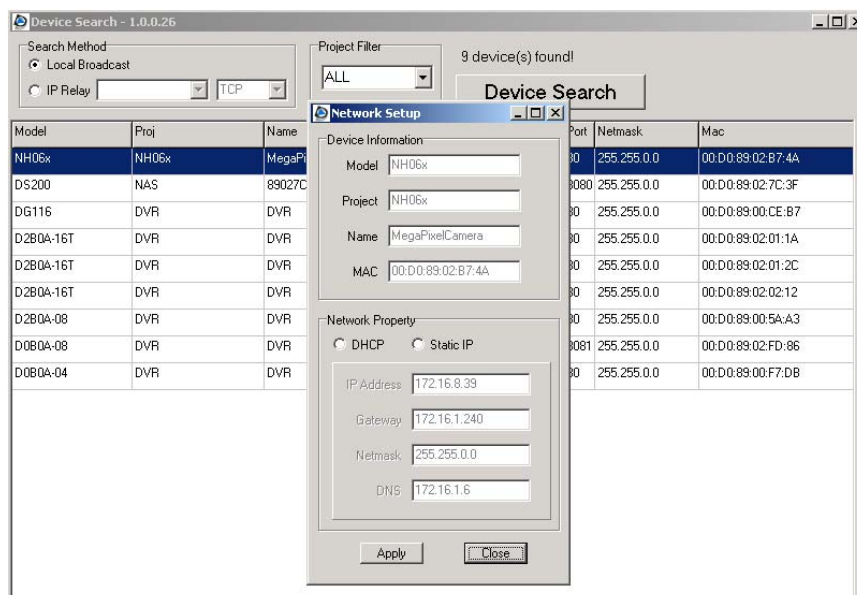 Device Search - 1.0.0.26
Search Method
Local Broadcast
IP Relay TCP
Project Filter
ALL
9 device(s) found!
Device Search
Model Proj Name Port Netmask Mac
NH06x NH06x 255.255.0.0 00:D0:89:02:B7:4A
DS200 NAS 89027C 8080 255.255.0.0 00:D0:89:02:7C:3F
DG116 DVR DVR 255.255.0.0 00:D0:89:00:CE:B7
D2B0A-16T DVR DVR 255.255.0.0 00:D0:89:02:01:1A
D2B0A-16T DVR DVR 255.255.0.0 00:D0:89:02:01:2C
D2B0A-16T DVR DVR 255.255.0.0 00:D0:89:02:02:12
D2B0A-08 DVR DVR 255.255.0.0 00:D0:89:00:5A:A3
D0B0A-08 DVR DVR 8081 255.255.0.0 00:D0:89:02:FD:86
D0B0A-04 DVR DVR 255.255.0.0 00:D0:89:00:F7:DB
Network Setup
Device Information
Model NH06x
Project NH06x
Name MegaPixelCamera
MAC 00:D0:89:02:B7:4A
Network Property
DHCP Static IP
IP Address 172.16.8.39
Gateway 172.16.1.240
Netmask 255.255.0.0
DNS 172.16.1.6
Apply Close